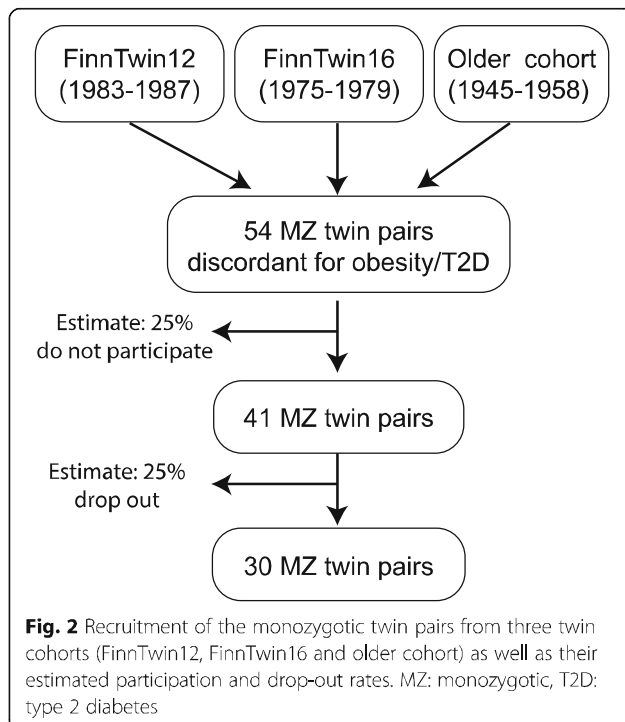 FinnTwin12
(1983-1987)
FinnTwin16
(1975-1979)
Older cohort
(1945-1958)
54 MZ twin pairs
discordant for obesity/T2D
Estimate: 25%
do not participate
41 MZ twin pairs
Estimate: 25%
drop out
30 MZ twin pairs
Fig. 2 Recruitment of the monozygotic twin pairs from three twin
cohorts (FinnTwin12, FinnTwin16 and older cohort) as well as their
estimated participation and drop-out rates. MZ: monozygotic, T2D:
type 2 diabetes